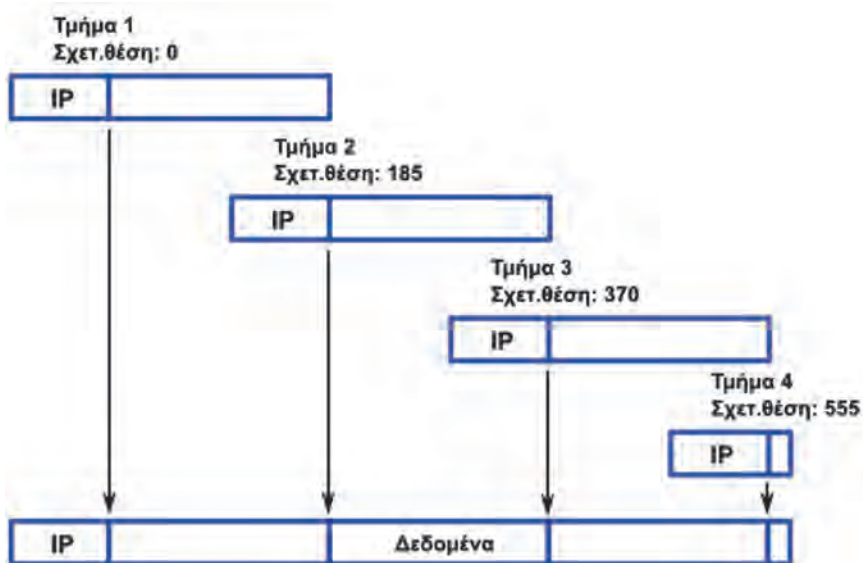 Τμήμα 1
Σχετ.θέση: 0
IP
Τμήμα 2
Σχετ.θέση: 185
IP
Τμήμα 3
Σχετ.θέση: 370
IP
Τμήμα 4
Σχετ.θέση: 555
IP
IP Δεδομένα